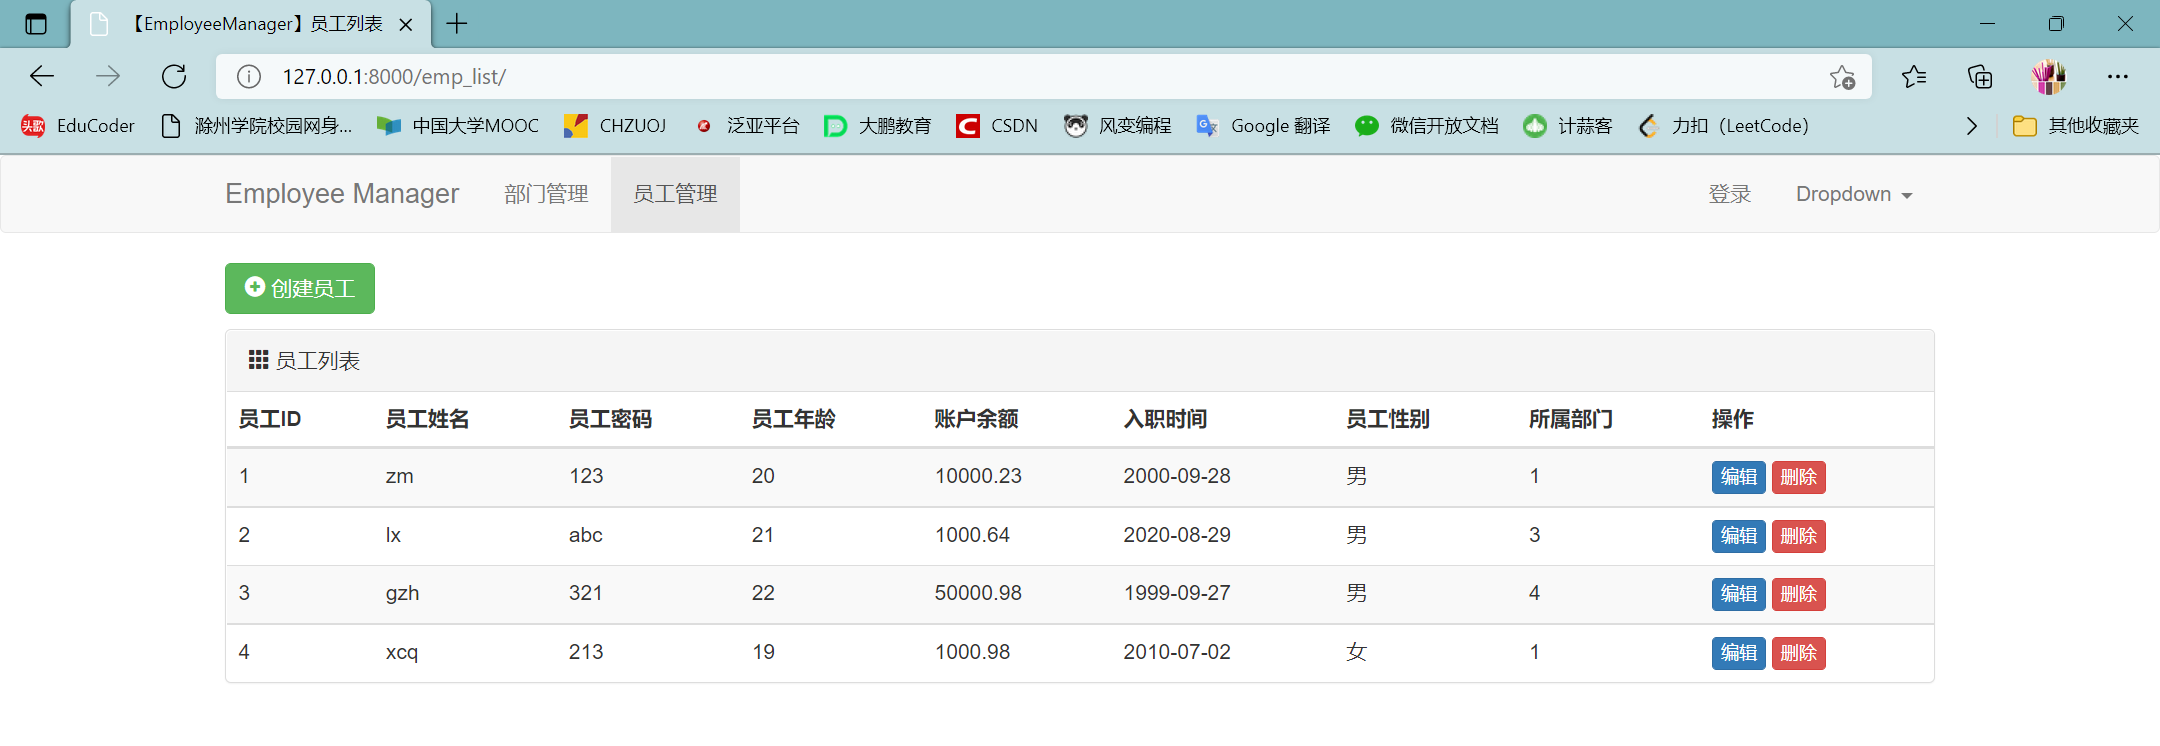 【EmployeeManager】员工列表
127.0.0.1:8000/emp_list/
头歌 EduCoder 滁州学院校园网身... 中国大学MOOC CHZUOJ 泛亚平台 大鹏教育 CSDN 风变编程 Google 翻译 微信开放文档 计蒜客 力扣（LeetCode） 其他收藏夹
Employee Manager 部门管理 员工管理 登录 Dropdown
创建员工
员工列表
员工ID 员工姓名 员工密码 员工年龄 账户余额 入职时间 员工性别 所属部门 操作
1 zm 123 20 10000.23 2000-09-28 男 1 编辑 删除
2 lx abc 21 1000.64 2020-08-29 男 3 编辑 删除
3 gzh 321 22 50000.98 1999-09-27 男 4 编辑 删除
4 xcq 213 19 1000.98 2010-07-02 女 1 编辑 删除